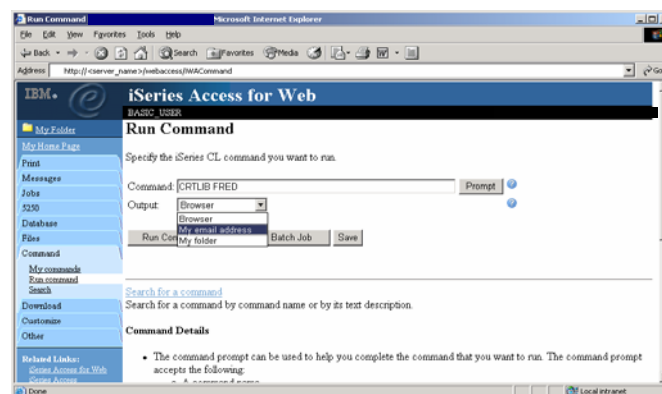 Run Command Microsoft Internet Explorer
File Edit View Favorites Tools Help
Back Search Favorites Media
Address http://<server_name>/webaccess/iWACommand Go
IBM.
iSeries Access for Web
BASIC_USER
My Folder
My Home Page
Print
Messages
Jobs
5250
Database
Files
Command
My commands
Run command
Search
Download
Customize
Other
Related Links:
iSeries Access for Web
iSeries Access
Run Command
Specify the iSeries CL command you want to run.
Command: CRTLIB FRED Prompt
Output: Browser
Browser
My email address
My folder
Run Con Batch Job Save
Search for a command
Search for a command by command name or by its text description.
Command Details
• The command prompt can be used to help you complete the command that you want to run. The command prompt
accepts the following:
Done Local intranet